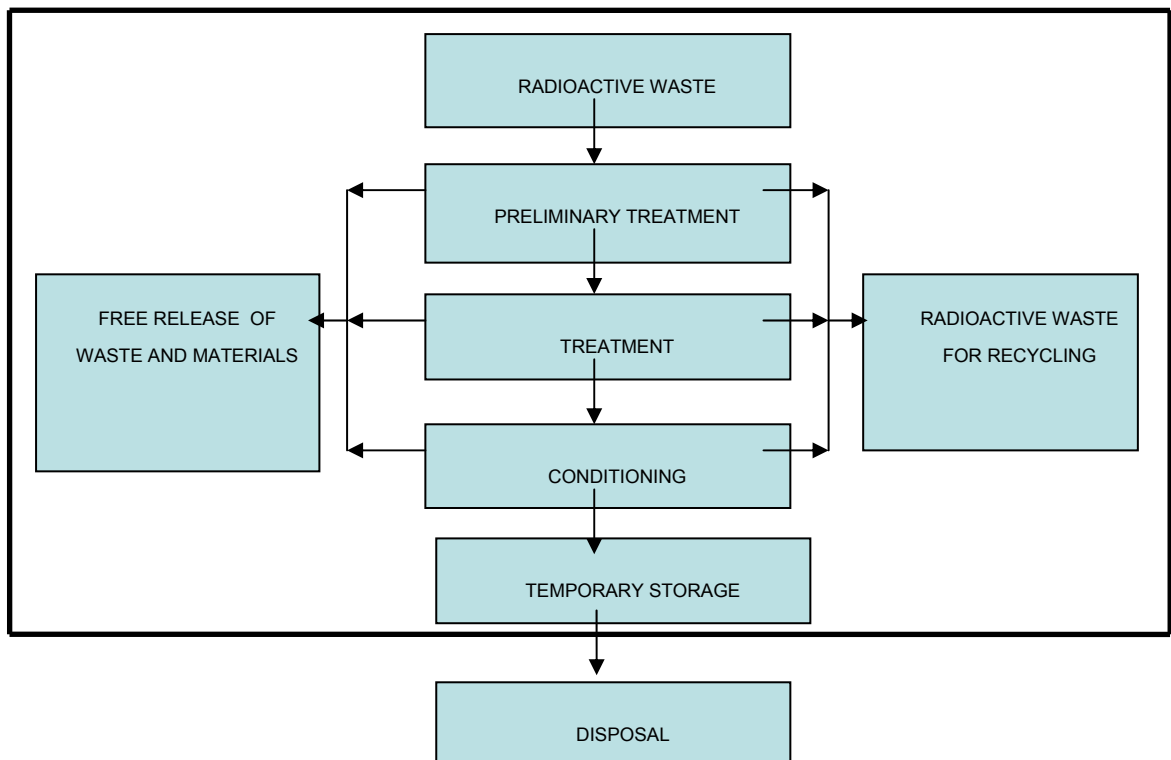 RADIOACTIVE WASTE
PRELIMINARY TREATMENT
FREE RELEASE OF
WASTE AND MATERIALS
TREATMENT
RADIOACTIVE WASTE
FOR RECYCLING
CONDITIONING
TEMPORARY STORAGE
DISPOSAL